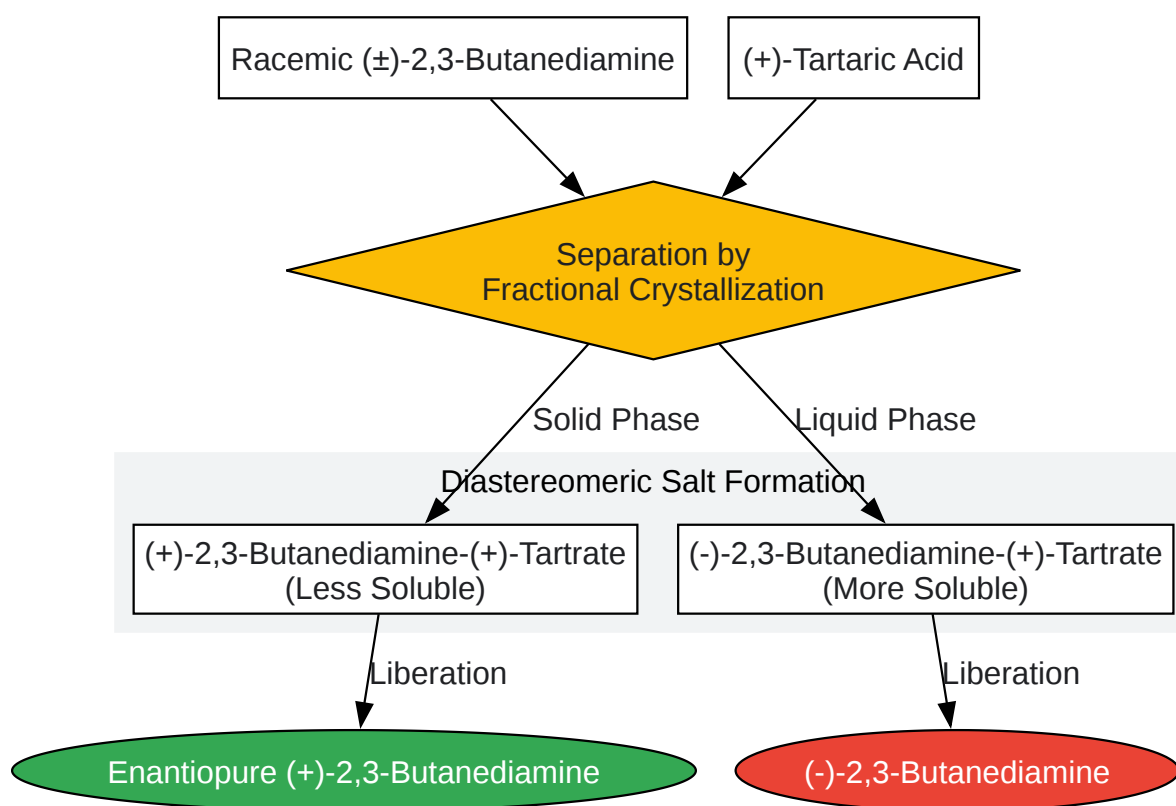 Racemic (±)-2,3-Butanediamine
(+)-Tartaric Acid
Separation by
Fractional Crystallization
Solid Phase
Liquid Phase
Diastereomeric Salt Formation
(+)-2,3-Butanediamine-(+)-Tartrate
(Less Soluble)
(-)-2,3-Butanediamine-(+)-Tartrate
(More Soluble)
Liberation
Liberation
Enantiopure (+)-2,3-Butanediamine
(-)-2,3-Butanediamine